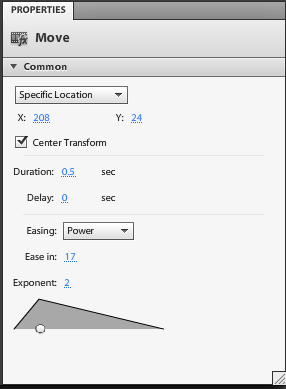 PROPERTIES
Move
Common
Specific Location
X: 208 Y: 24
Center Transform
Duration: 0.5 sec
Delay: 0 sec
Easing: Power
Ease in: 17
Exponent: 2